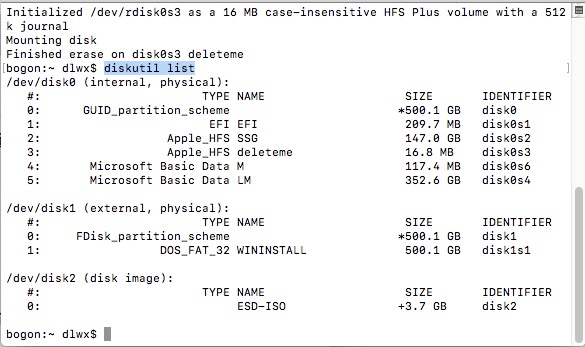 Initialized /dev/rdisk0s3 as a 16 MB case-insensitive HFS Plus volume with a 512
k journal
Mounting disk
Finished erase on disk0s3 deleteme
[bogon:~ dlwx$ diskutil list ]
/dev/disk0 (internal, physical):
#: TYPE NAME SIZE IDENTIFIER
0: GUID_partition_scheme *500.1 GB disk0
1: EFI EFI 209.7 MB disk0s1
2: Apple_HFS SSG 147.0 GB disk0s2
3: Apple_HFS deleteme 16.8 MB disk0s3
4: Microsoft Basic Data M 117.4 MB disk0s6
5: Microsoft Basic Data LM 352.6 GB disk0s4
/dev/disk1 (external, physical):
#: TYPE NAME SIZE IDENTIFIER
0: FDisk_partition_scheme *500.1 GB disk1
1: DOS_FAT_32 WININSTALL 500.1 GB disk1s1
/dev/disk2 (disk image):
#: TYPE NAME SIZE IDENTIFIER
0: ESD-ISO +3.7 GB disk2
bogon:~ dlwx$